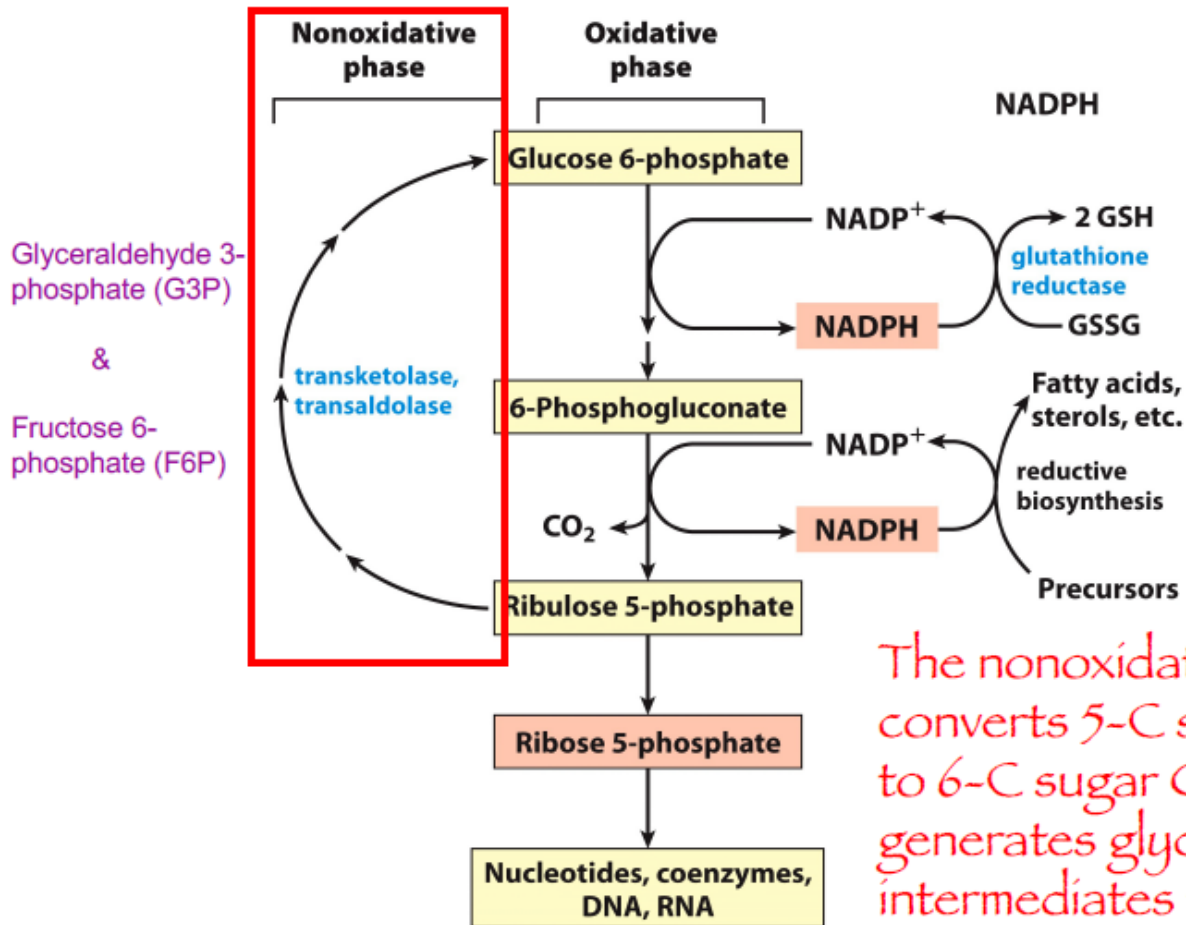 Nonoxidative
phase
Oxidative
phase
NADPH
Glucose 6-phosphate
NADP⁺
2 GSH
glutathione
reductase
NADPH
GSSG
Glyceraldehyde 3-
phosphate (G3P)
&
Fructose 6-
phosphate (F6P)
transketolase,
transaldolase
6-Phosphogluconate
Fatty acids,
sterols, etc.
NADP⁺
reductive
biosynthesis
CO₂
NADPH
Precursors
Ribulose 5-phosphate
Ribose 5-phosphate
Nucleotides, coenzymes,
DNA, RNA
The
converts 5-C
to 6-C sugar
generates
intermediates